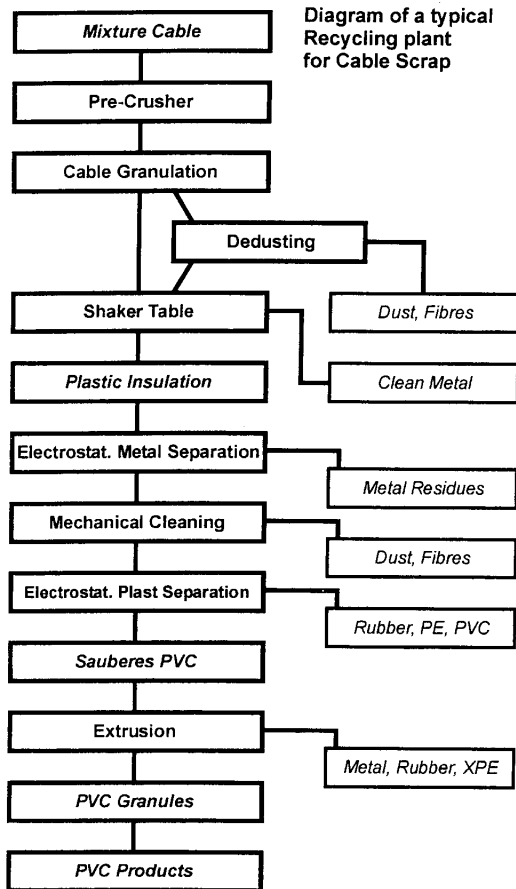 Diagram of a typical
Recycling plant
for Cable Scrap
Mixture Cable
Pre-Crusher
Cable Granulation
Dedusting
Shaker Table
Dust, Fibres
Plastic Insulation
Clean Metal
Electrostat. Metal Separation
Metal Residues
Mechanical Cleaning
Dust, Fibres
Electrostat. Plast Separation
Rubber, PE, PVC
Sauberes PVC
Extrusion
Metal, Rubber, XPE
PVC Granules
PVC Products